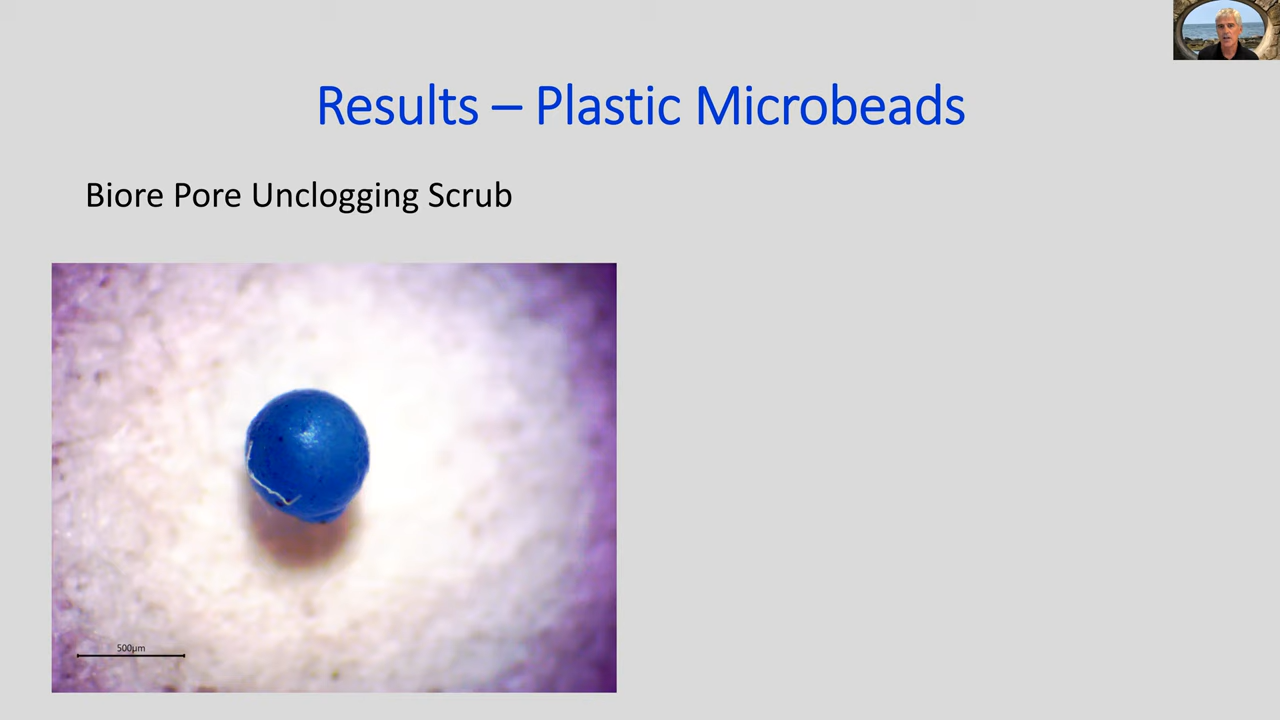 Results – Plastic Microbeads
Biore Pore Unclogging Scrub
500µm